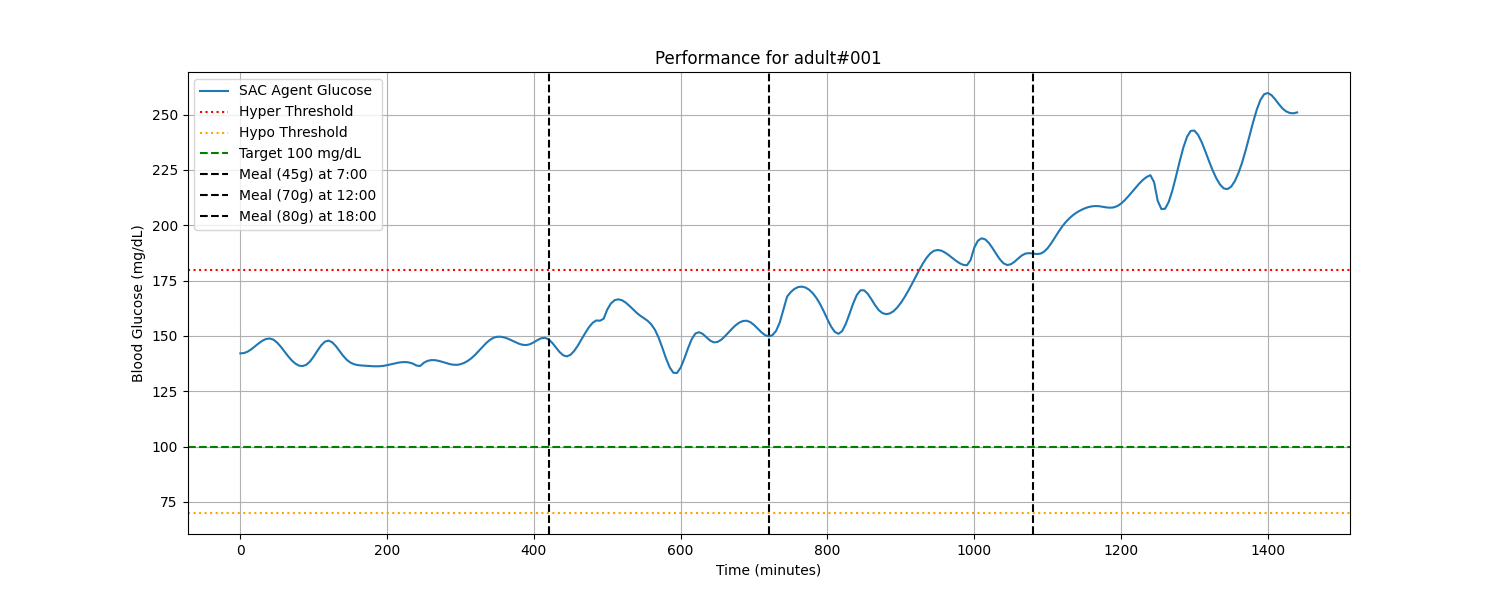 Performance for adult#001
SAC Agent Glucose
Hyper Threshold
Hypo Threshold
Target 100 mg/dL
Meal (45g) at 7:00
Meal (70g) at 12:00
Meal (80g) at 18:00
Blood Glucose (mg/dL)
250
225
200
175
150
125
100
75
0 200 400 600 800 1000 1200 1400
Time (minutes)